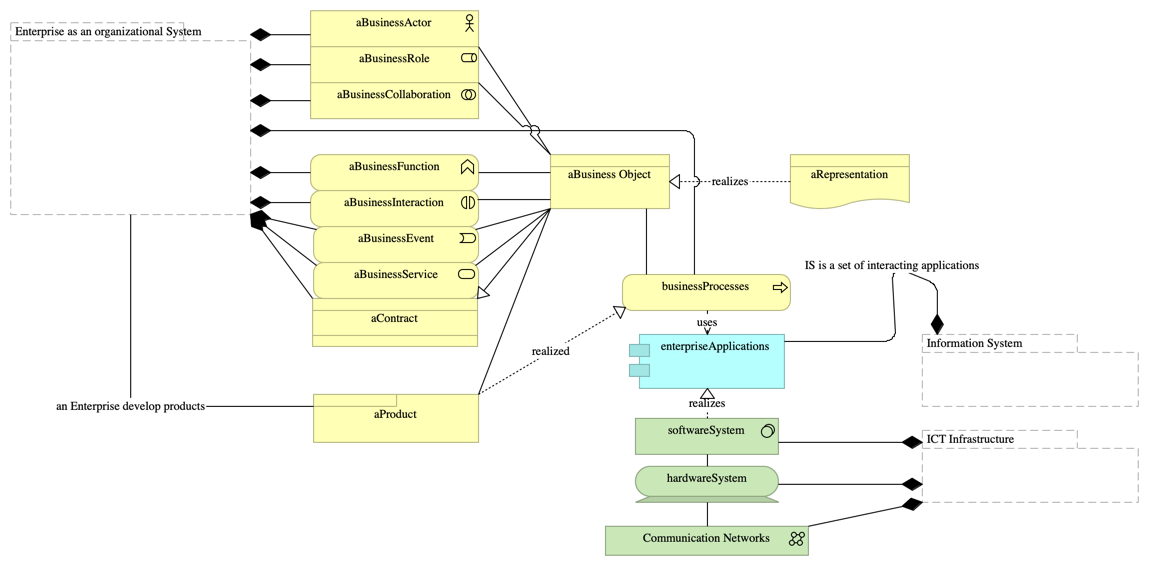 Enterprise as an organizational System
aBusinessActor
aBusinessRole
aBusinessCollaboration
aBusinessFunction
aBusinessInteraction
aBusinessEvent
aBusinessService
aContract
aBusiness Object
realizes
aRepresentation
IS is a set of interacting applications
businessProcesses
uses
enterpriseApplications
Information System
realized
realizes
an Enterprise develop products
aProduct
softwareSystem
ICT Infrastructure
hardwareSystem
Communication Networks